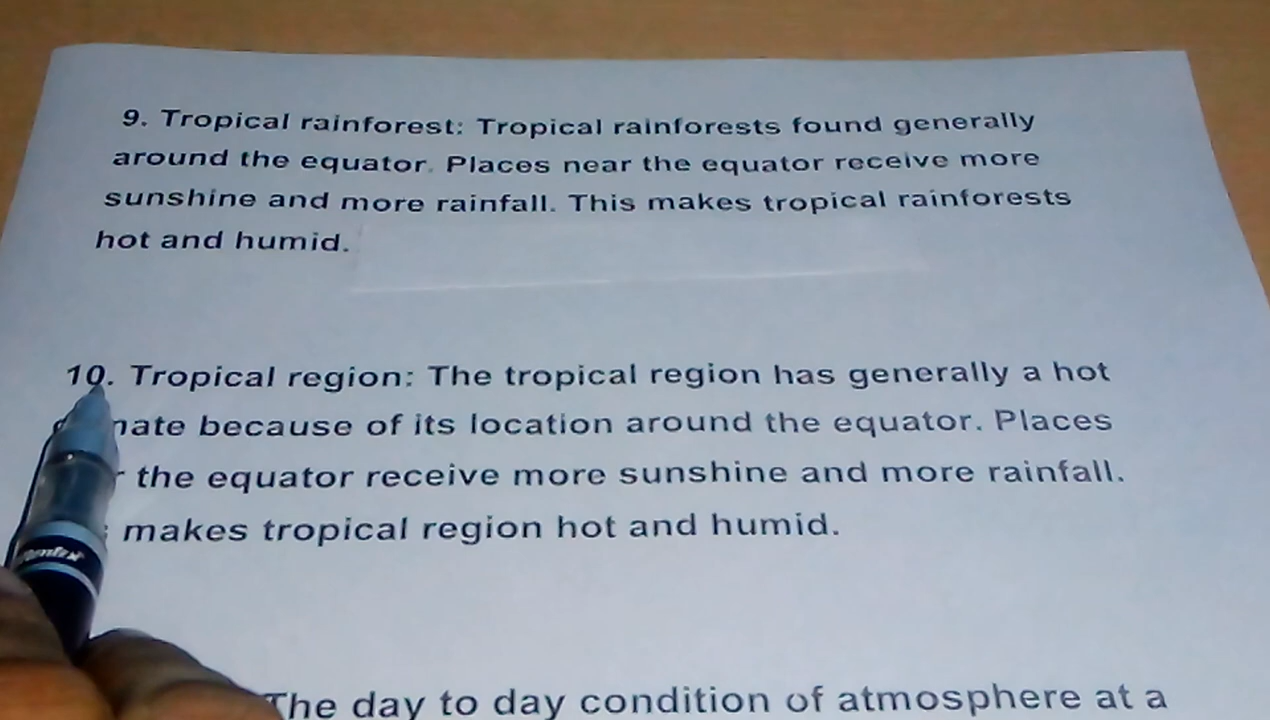 9. Tropical rainforest: Tropical rainforests found generally
around the equator. Places near the equator receive more
sunshine and more rainfall. This makes tropical rainforests
hot and humid.
10. Tropical region: The tropical region has generally a hot
because of its location around the equator. Places
the equator receive more sunshine and more rainfall.
makes tropical region hot and humid.
The day to day condition of atmosphere at a